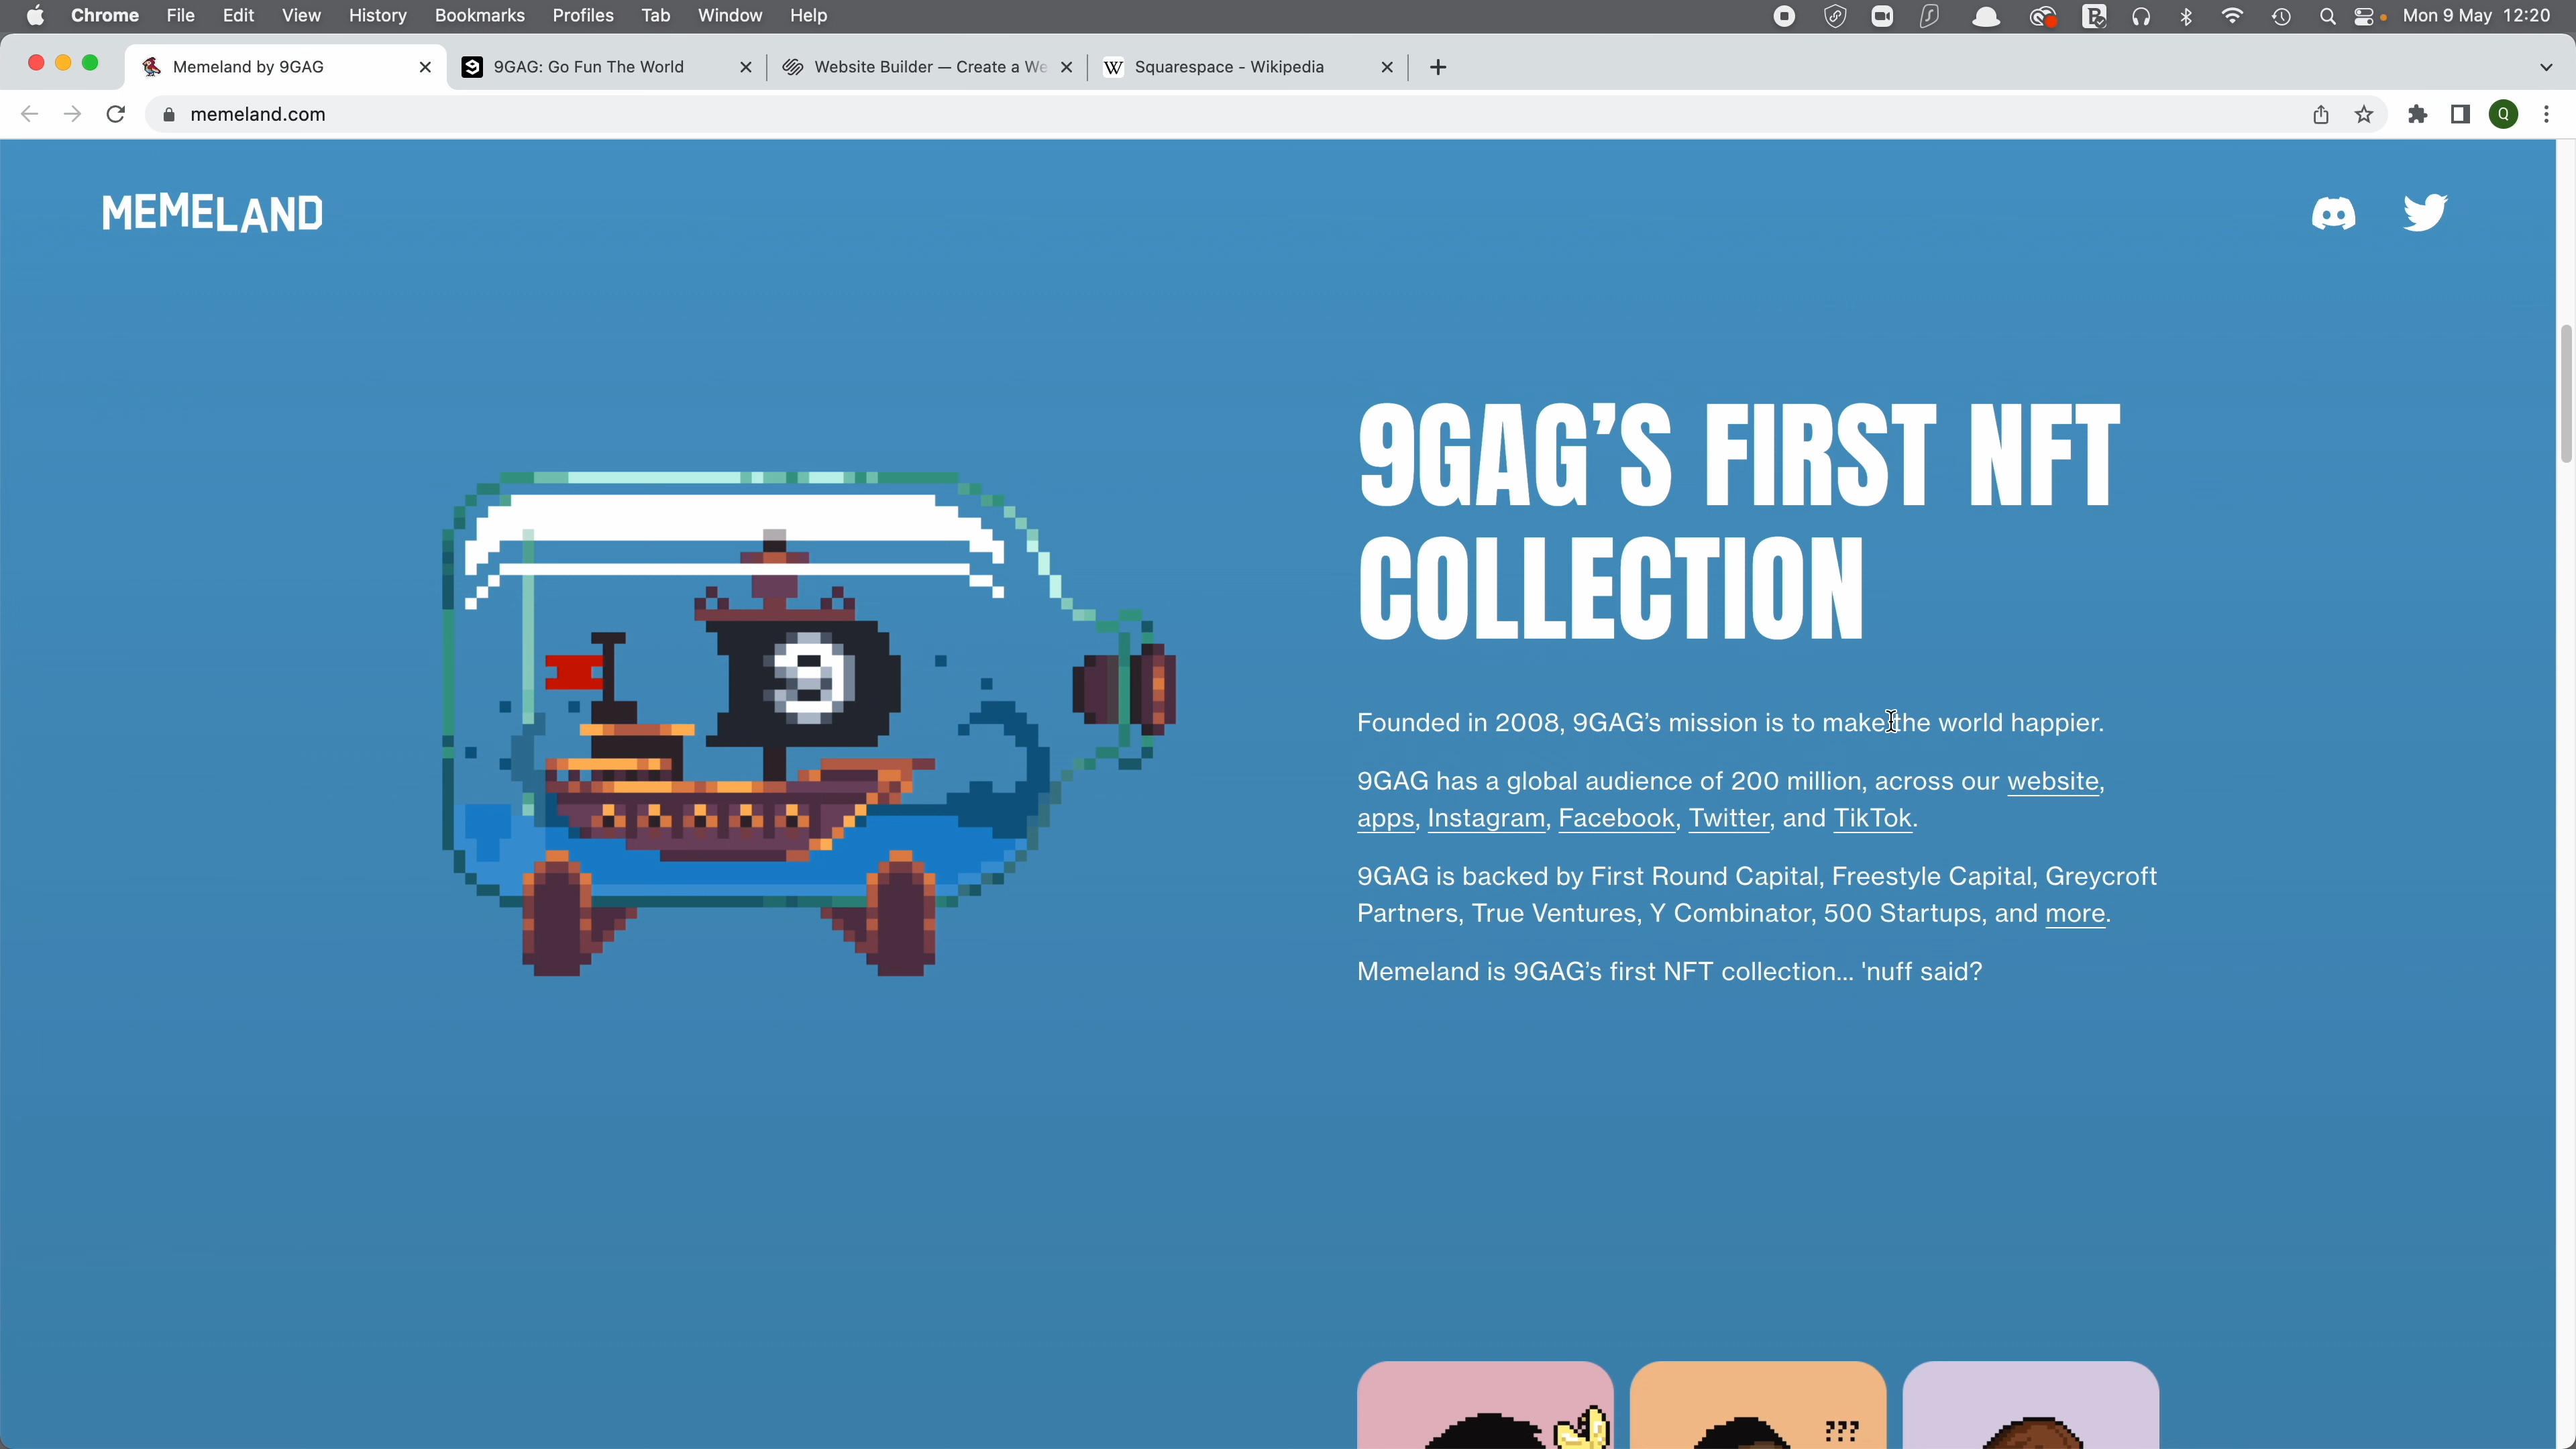 Chrome File Edit View History Bookmarks Profiles Tab Window Help
Mon 9 May 12:20
Memeland by 9GAG
9GAG: Go Fun The World
Website Builder — Create a We
W Squarespace - Wikipedia
memeland.com
Q
MEMELAND
9
9GAG’S FIRST NFT
COLLECTION
Founded in 2008, 9GAG’s mission is to make the world happier.
9GAG has a global audience of 200 million, across our website,
apps, Instagram, Facebook, Twitter, and TikTok.
9GAG is backed by First Round Capital, Freestyle Capital, Greycroft
Partners, True Ventures, Y Combinator, 500 Startups, and more.
Memeland is 9GAG’s first NFT collection... 'nuff said?
???